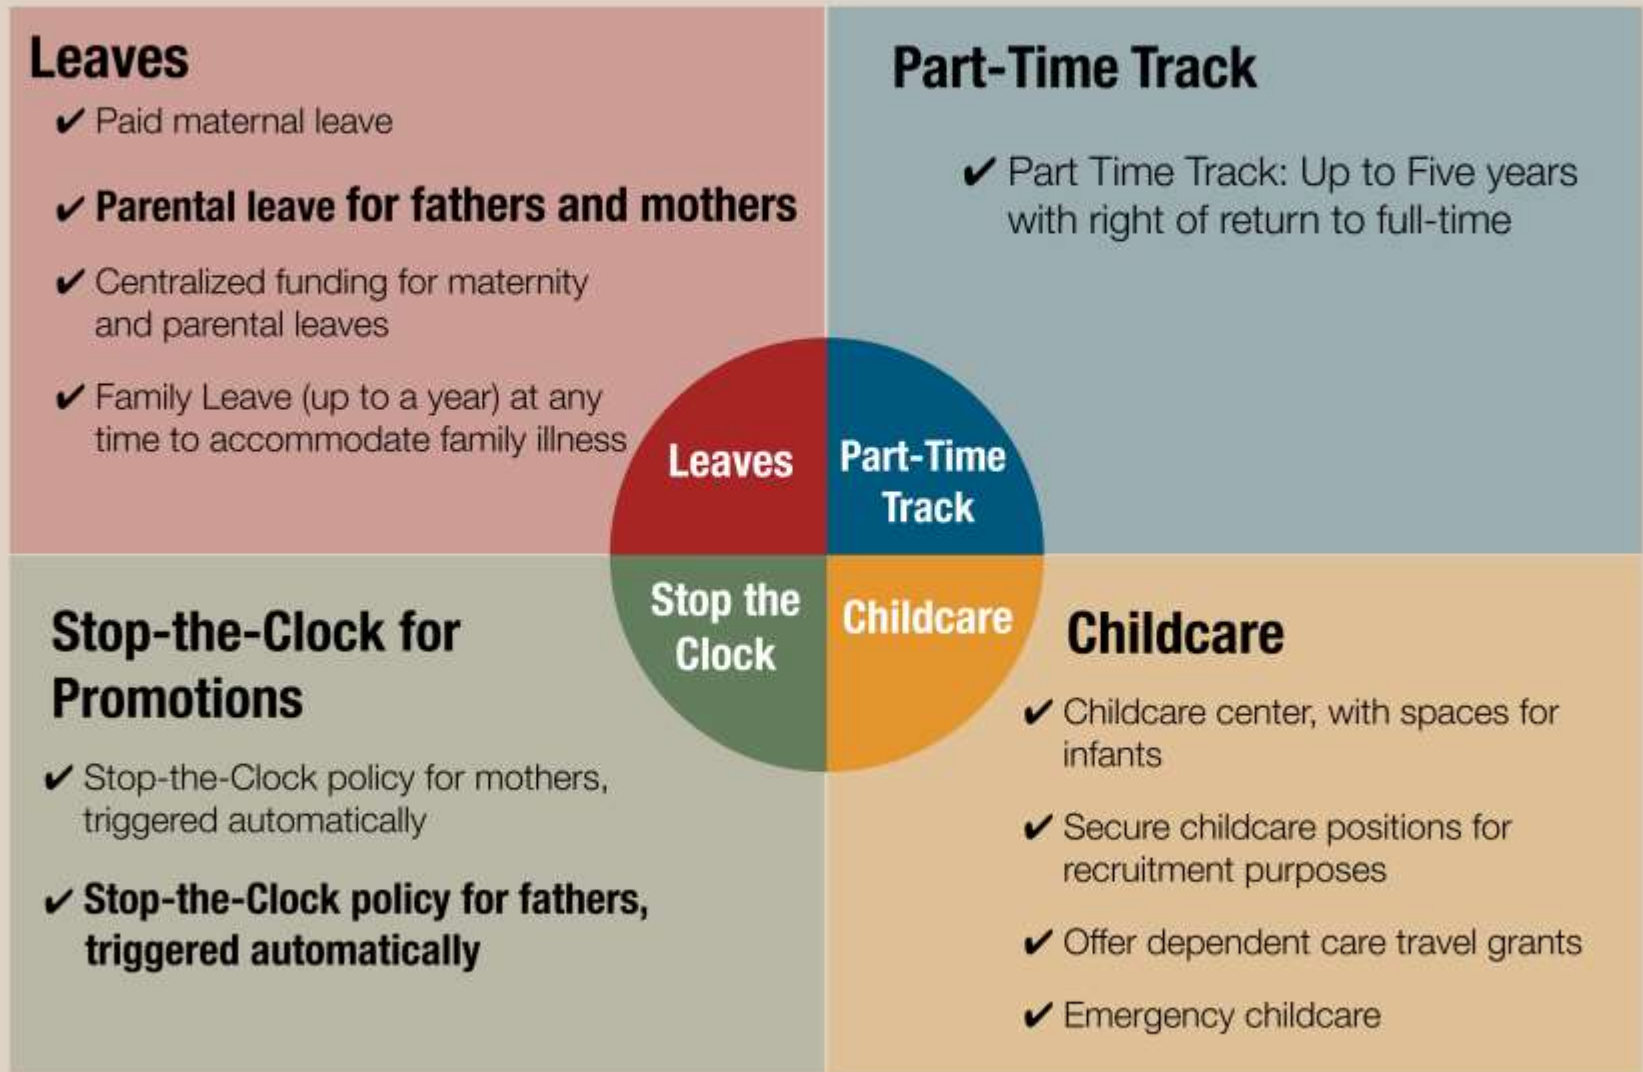 Leaves
✔ Paid maternal leave
✔ Parental leave for fathers and mothers
✔ Centralized funding for maternity
and parental leaves
✔ Family Leave (up to a year) at any
time to accommodate family illness
Part-Time Track
✔ Part Time Track: Up to Five years
with right of return to full-time
Leaves
Part-Time
Track
Stop the
Clock
Childcare
Stop-the-Clock for
Promotions
✔ Stop-the-Clock policy for mothers,
triggered automatically
✔ Stop-the-Clock policy for fathers,
triggered automatically
Childcare
✔ Childcare center, with spaces for
infants
✔ Secure childcare positions for
recruitment purposes
✔ Offer dependent care travel grants
✔ Emergency childcare